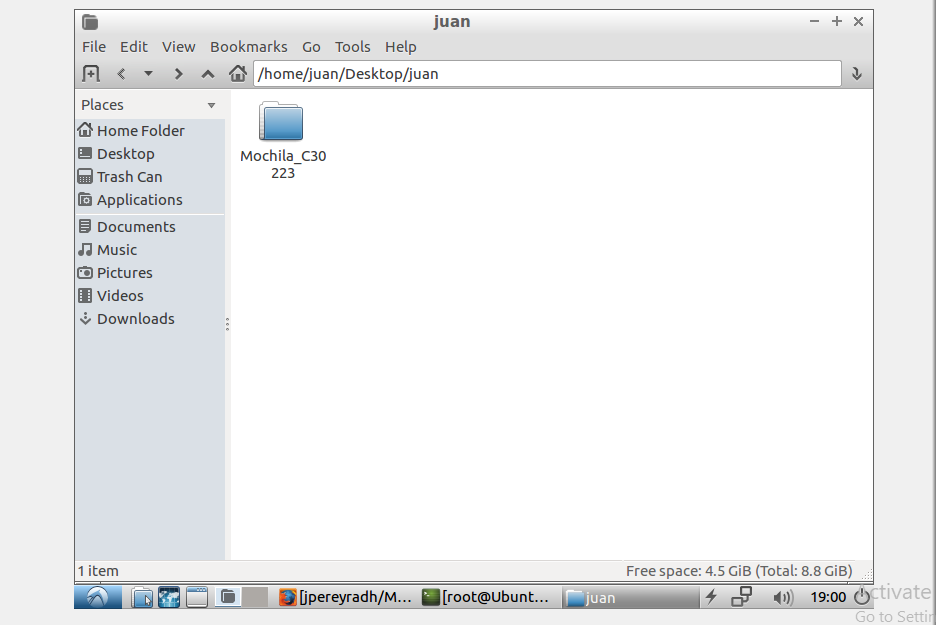 juan
File Edit View Bookmarks Go Tools Help
/home/juan/Desktop/juan
Places
Home Folder
Desktop
Trash Can
Applications
Documents
Music
Pictures
Videos
Downloads
Mochila_C30
223
1 item
Free space: 4.5 GiB (Total: 8.8 GiB)
[jpereyradh/M...
[root@Ubunt...
juan
19:00
ctivate
Go to Settin